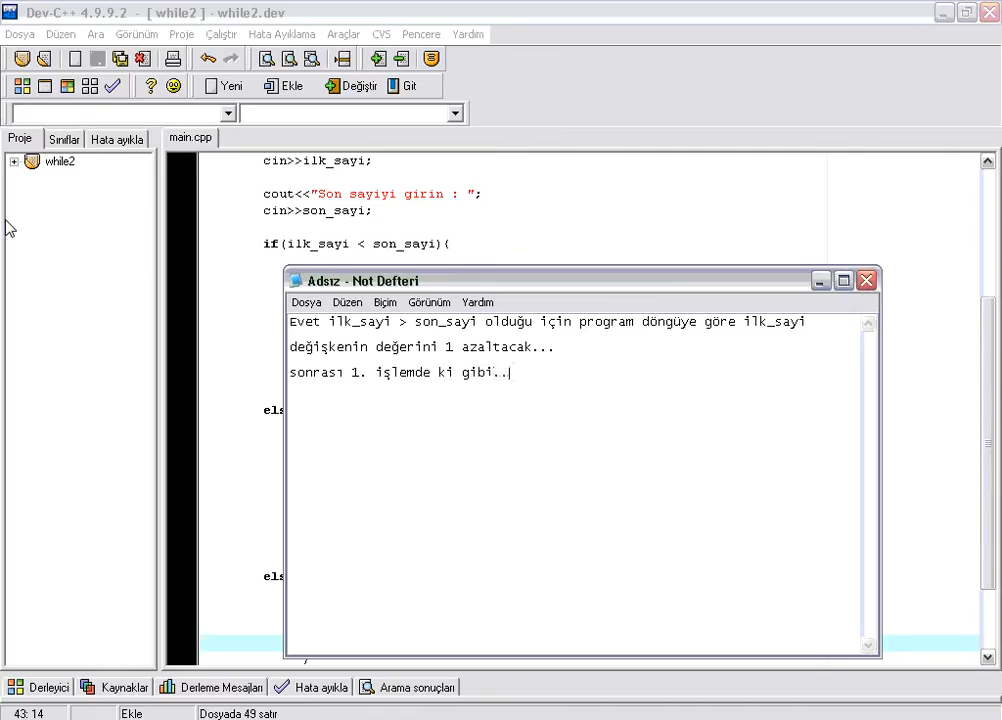 Dev-C++ 4.9.9.2 - [ while2 ] - while2.dev
Dosya Düzen Ara Görünüm Proje Çalıştır Hata Ayıklama Araçlar CVS Pencere Yardım
Yeni Ekle Değiştir Git
Proje Sınıflar Hata ayıkla main.cpp
while2
cin>>ilk_sayi;
cout<<"Son sayiyi girin : ";
cin>>son_sayi;
if(ilk_sayi < son_sayi){
Adsız - Not Defteri
Dosya Düzen Biçim Görünüm Yardım
Evet ilk_sayi > son_sayi olduğu için program döngüye göre ilk_sayi
değişkenin değerini 1 azaltacak...
sonrası 1. işlemde ki gibi..
els
els
Derleyici Kaynaklar Derleme Mesajları Hata ayıkla Arama sonuçları
43: 14 Ekle Dosyada 49 satır